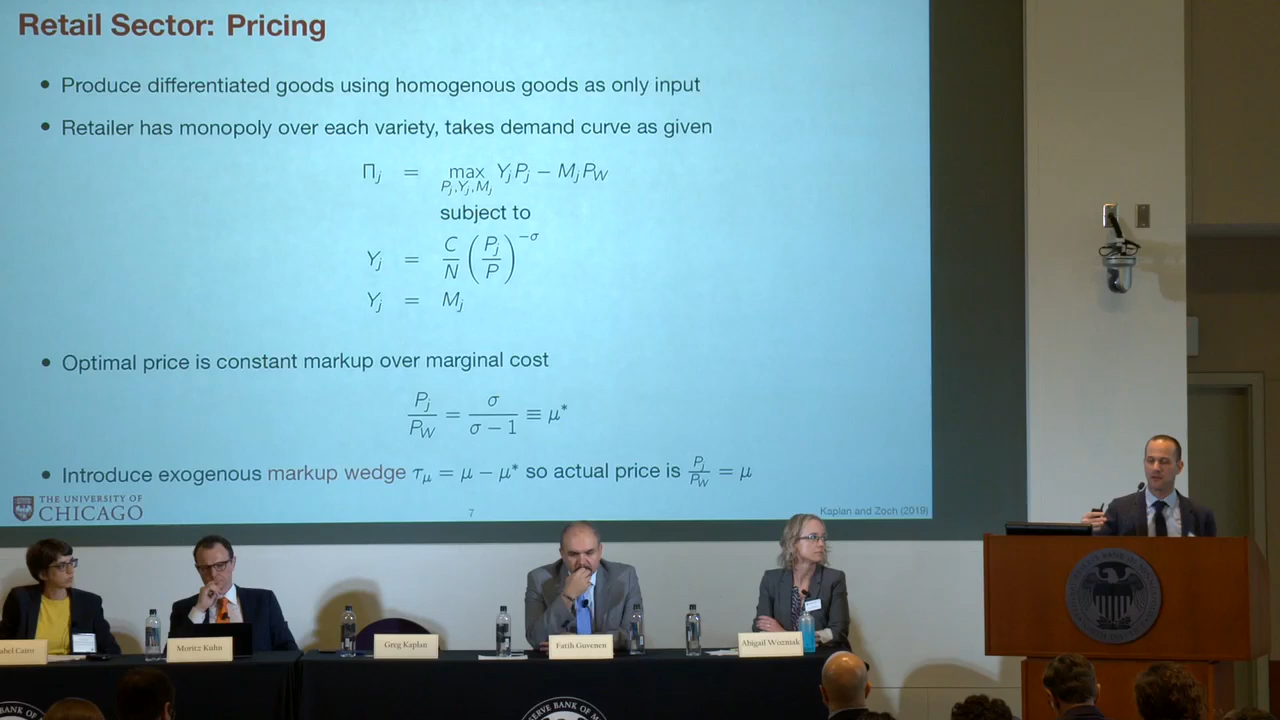 Retail Sector: Pricing
• Produce differentiated goods using homogenous goods as only input
• Retailer has monopoly over each variety, takes demand curve as given
Πj = max Pj,Yj,Mj YjPj − MjPW
subject to
Yj = C/N (Pj/P)^−σ
Yj = Mj
• Optimal price is constant markup over marginal cost
Pj/PW = σ/(σ − 1) ≡ μ*
• Introduce exogenous markup wedge τμ = μ − μ* so actual price is Pj/PW = μ
THE UNIVERSITY OF
CHICAGO
7
Kaplan and Zoch (2019)
Moritz Kuhn
Greg Kaplan
Fatih Guvenen
Abigail Wozniak